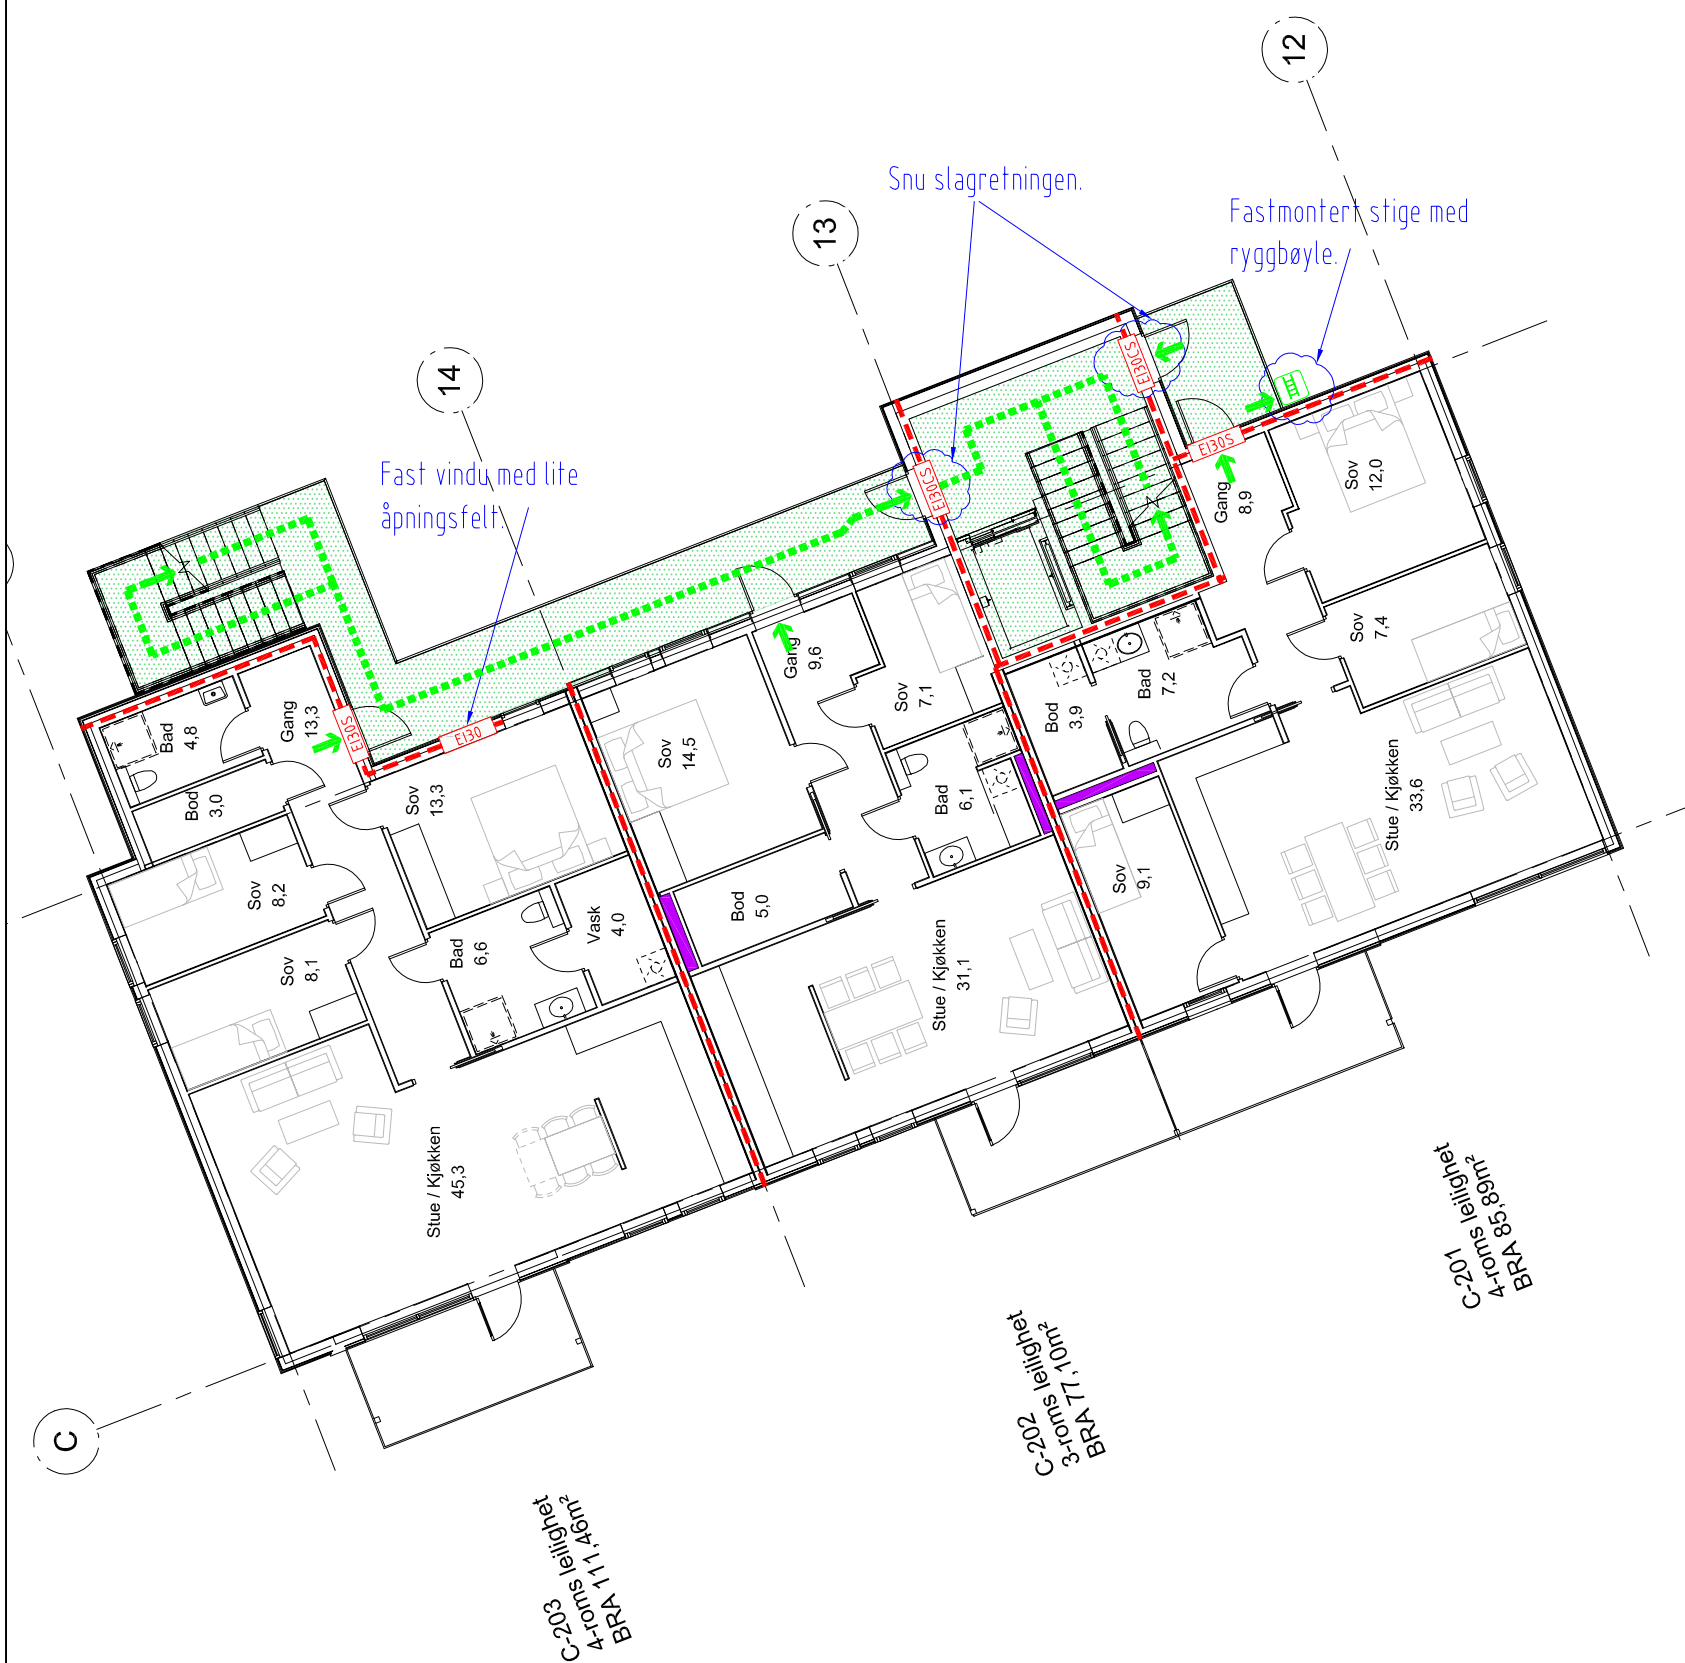 12
13
14
C
Snu slagretningen.
Fastmontert stige med
ryggbøyle.
Fast vindu med lite
åpningsfelt.
EI30CS
EI30CS
EI30S
EI30S
EI30
Bad
4,8
Gang
13,3
Bod
3,0
Sov
13,3
Sov
8,2
Sov
8,1
Bad
6,6
Vask
4,0
Stue / Kjøkken
45,3
Sov
14,5
Gang
9,6
Sov
7,1
Bad
6,1
Bod
5,0
Stue / Kjøkken
31,1
Gang
8,9
Sov
12,0
Sov
7,4
Bad
7,2
Bod
3,9
Sov
9,1
Stue / Kjøkken
33,6
C-203
4-roms leilighet
BRA 111,46m²
C-202
3-roms leilighet
BRA 77,10m²
C-201
4-roms leilighet
BRA 85,89m²